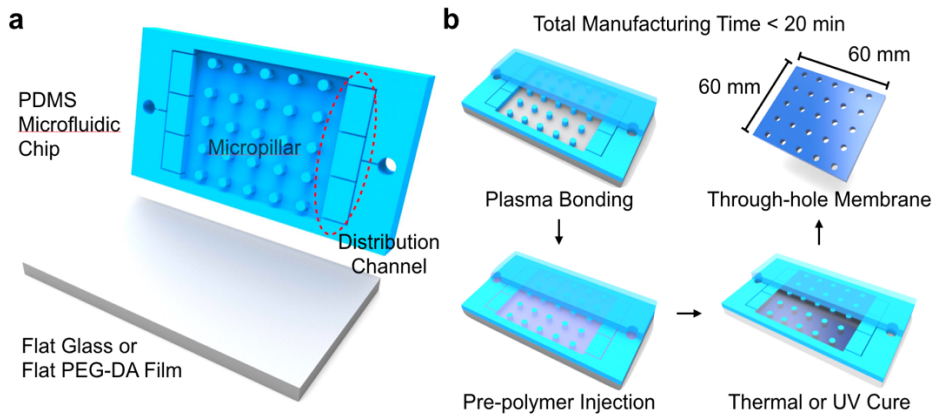 a
PDMS
Microfluidic
Chip
Micropillar
Distribution
Channel
Flat Glass or
Flat PEG-DA Film
b
Total Manufacturing Time < 20 min
60 mm
60 mm
Plasma Bonding
Through-hole Membrane
Pre-polymer Injection
Thermal or UV Cure